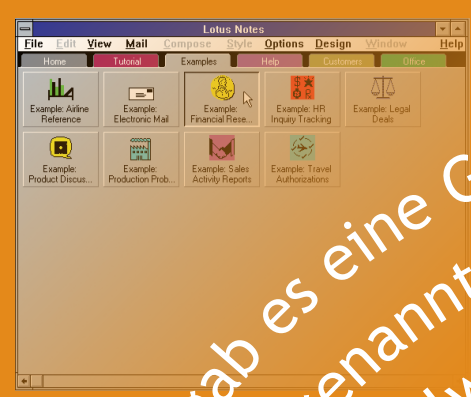 Lotus Notes
File Edit View Mail Compose Style Options Design Window Help
Home Tutorial Examples Help Customers Office
Example: Airline Example: Example: Example: HR Example: Legal
Reference Electronic Mail Financial Rese... Inquiry Tracking Deals
Example: Example: Example: Sales Example: Travel
Product Discus... Production Prob... Activity Reports Authorizations
gab es eine G
genannt